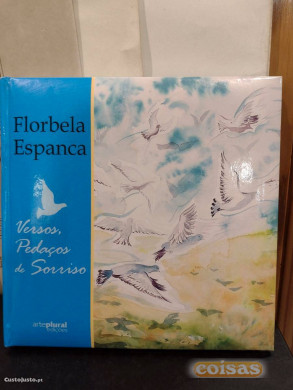 Florbela
Espanca
Versos,
Pedaços
de Sorriso
arteplural
CustoJusto.pt
coisas